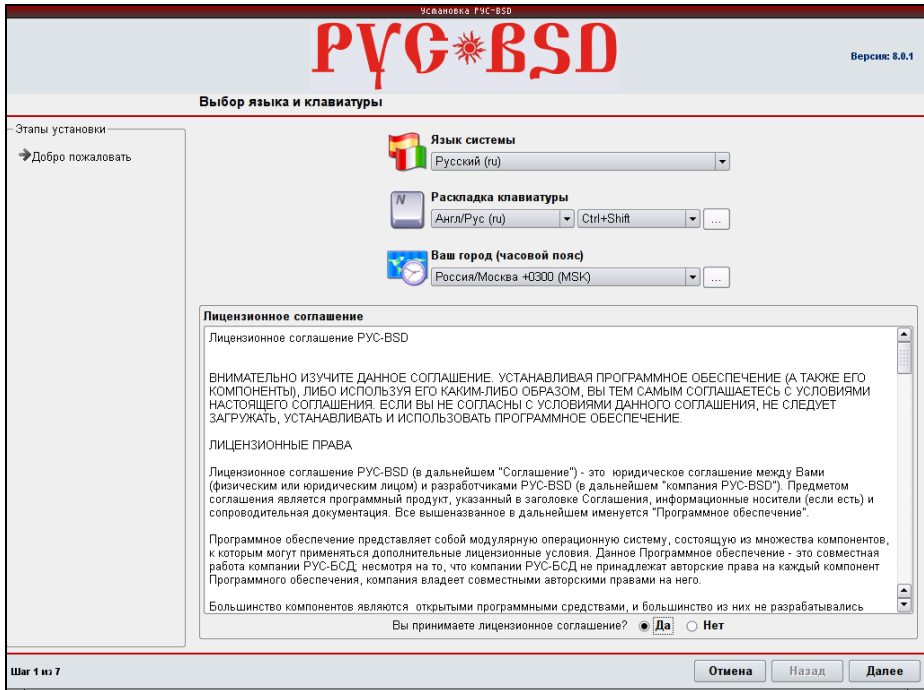 Установка РУС-BSD
РУС BSD
Версия: 8.0.1
Выбор языка и клавиатуры
Этапы установки
Добро пожаловать
Язык системы
Русский (ru)
Раскладка клавиатуры
N
Англ/Рус (ru) Ctrl+Shift ...
Ваш город (часовой пояс)
Россия/Москва +0300 (MSK) ...
Лицензионное соглашение
Лицензионное соглашение РУС-BSD
ВНИМАТЕЛЬНО ИЗУЧИТЕ ДАННОЕ СОГЛАШЕНИЕ. УСТАНАВЛИВАЯ ПРОГРАММНОЕ ОБЕСПЕЧЕНИЕ (А ТАКЖЕ ЕГО
КОМПОНЕНТЫ), ЛИБО ИСПОЛЬЗУЯ ЕГО КАКИМ-ЛИБО ОБРАЗОМ, ВЫ ТЕМ САМЫМ СОГЛАШАЕТЕСЬ С УСЛОВИЯМИ
НАСТОЯЩЕГО СОГЛАШЕНИЯ. ЕСЛИ ВЫ НЕ СОГЛАСНЫ С УСЛОВИЯМИ ДАННОГО СОГЛАШЕНИЯ, НЕ СЛЕДУЕТ
ЗАГРУЖАТЬ, УСТАНАВЛИВАТЬ И ИСПОЛЬЗОВАТЬ ПРОГРАММНОЕ ОБЕСПЕЧЕНИЕ.
ЛИЦЕНЗИОННЫЕ ПРАВА
Лицензионное соглашение РУС-BSD (в дальнейшем "Соглашение") - это юридическое соглашение между Вами
(физическим или юридическим лицом) и разработчиками РУС-BSD (в дальнейшем "компания РУС-BSD"). Предметом
соглашения является программный продукт, указанный в заголовке Соглашения, информационные носители (если есть) и
сопроводительная документация. Все вышеназванное в дальнейшем именуется "Программное обеспечение".
Программное обеспечение представляет собой модулярную операционную систему, состоящую из множества компонентов,
к которым могут применяться дополнительные лицензионные условия. Данное Программное обеспечение - это совместная
работа компании РУС-БСД; несмотря на то, что компании РУС-БСД не принадлежат авторские права на каждый компонент
Программного обеспечения, компания владеет совместными авторскими правами на него.
Большинство компонентов являются открытыми программными средствами, и большинство из них не разрабатывались
Вы принимаете лицензионное соглашение? Да Нет
Шаг 1 из 7
Отмена Назад Далее